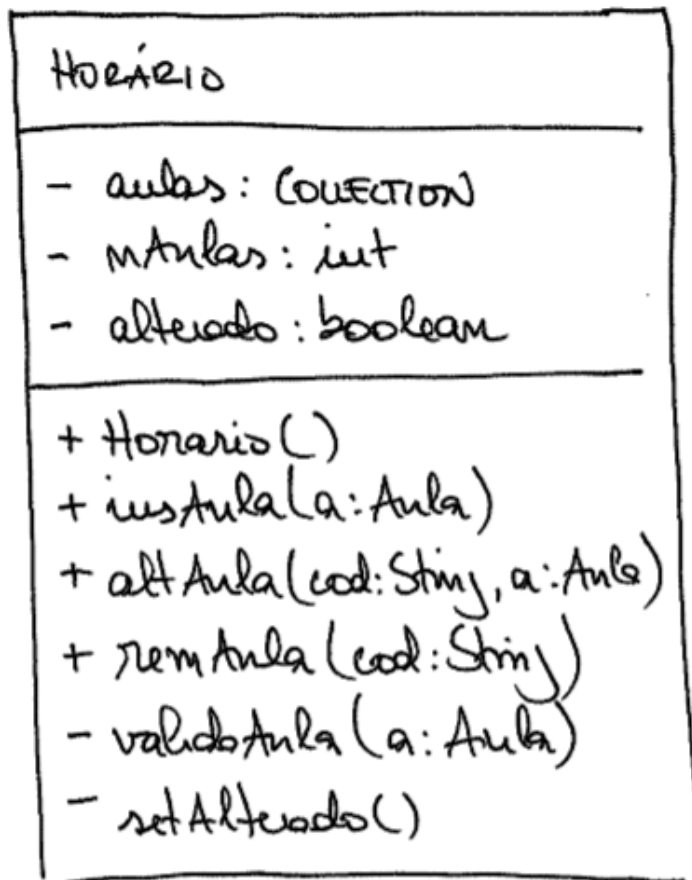 HORÁRIO
- aulas: COLLECTION
- nAulas: int
- alterado: boolean
+ Horario()
+ insAula(a: Aula)
+ altAula(cod: String, a: Aula)
+ remAula(cod: String)
- validaAula(a: Aula)
- setAlterado()